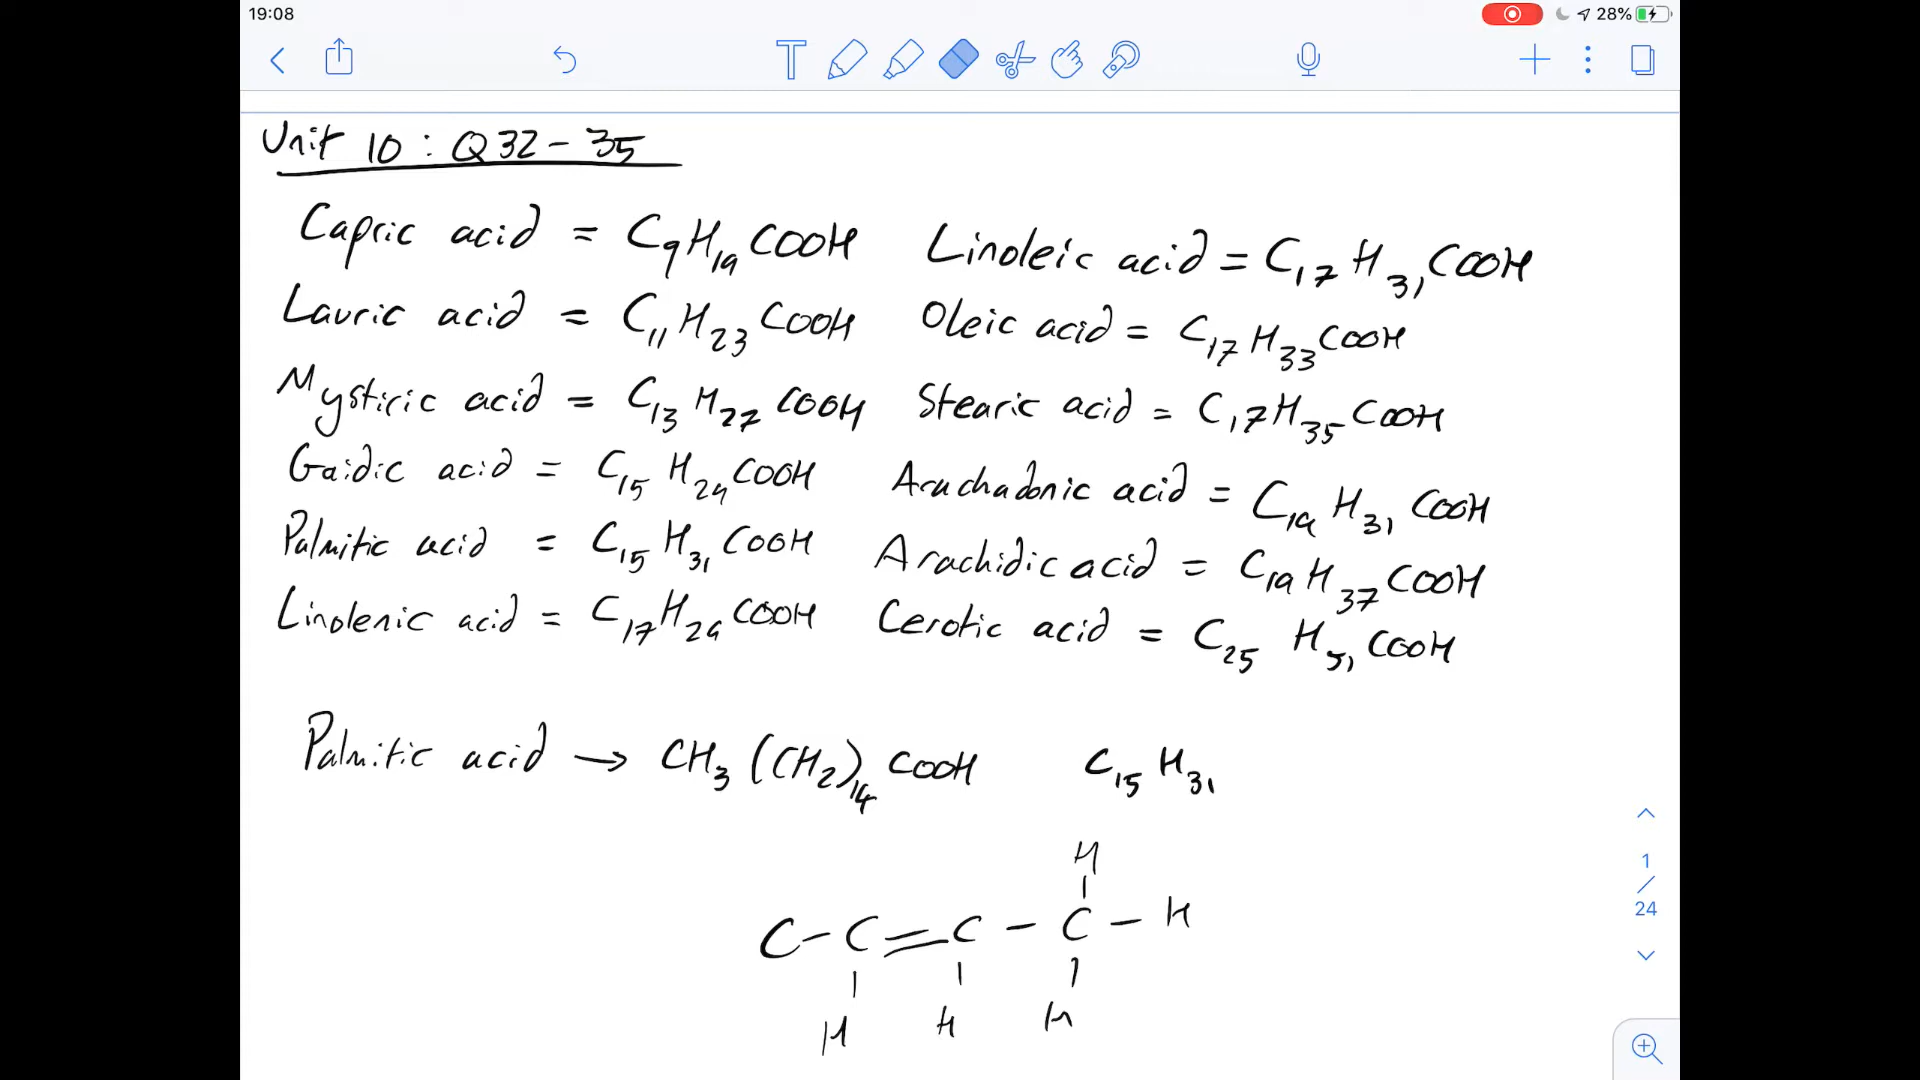 19:08
28%
Unit 10 : Q32-35
Capric acid = C9H19COOH
Lauric acid = C11H23COOH
Mystiric acid = C13H27COOH
Gaidic acid = C15H29COOH
Palmitic acid = C15H31COOH
Linolenic acid = C17H29COOH
Linoleic acid = C17H31COOH
Oleic acid = C17H33COOH
Stearic acid = C17H35COOH
Arachadonic acid = C19H31COOH
Arachidic acid = C19H37COOH
Cerotic acid = C25H51COOH
Palmitic acid → CH3(CH2)14COOH C15H31
H
C-C=C-C-H
H H H
1
/
24